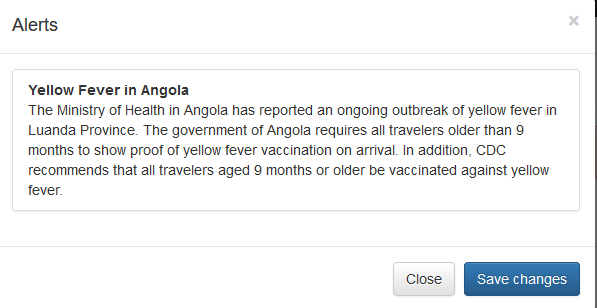 Alerts
×
Yellow Fever in Angola
The Ministry of Health in Angola has reported an ongoing outbreak of yellow fever in
Luanda Province. The government of Angola requires all travelers older than 9
months to show proof of yellow fever vaccination on arrival. In addition, CDC
recommends that all travelers aged 9 months or older be vaccinated against yellow
fever.
Close
Save changes